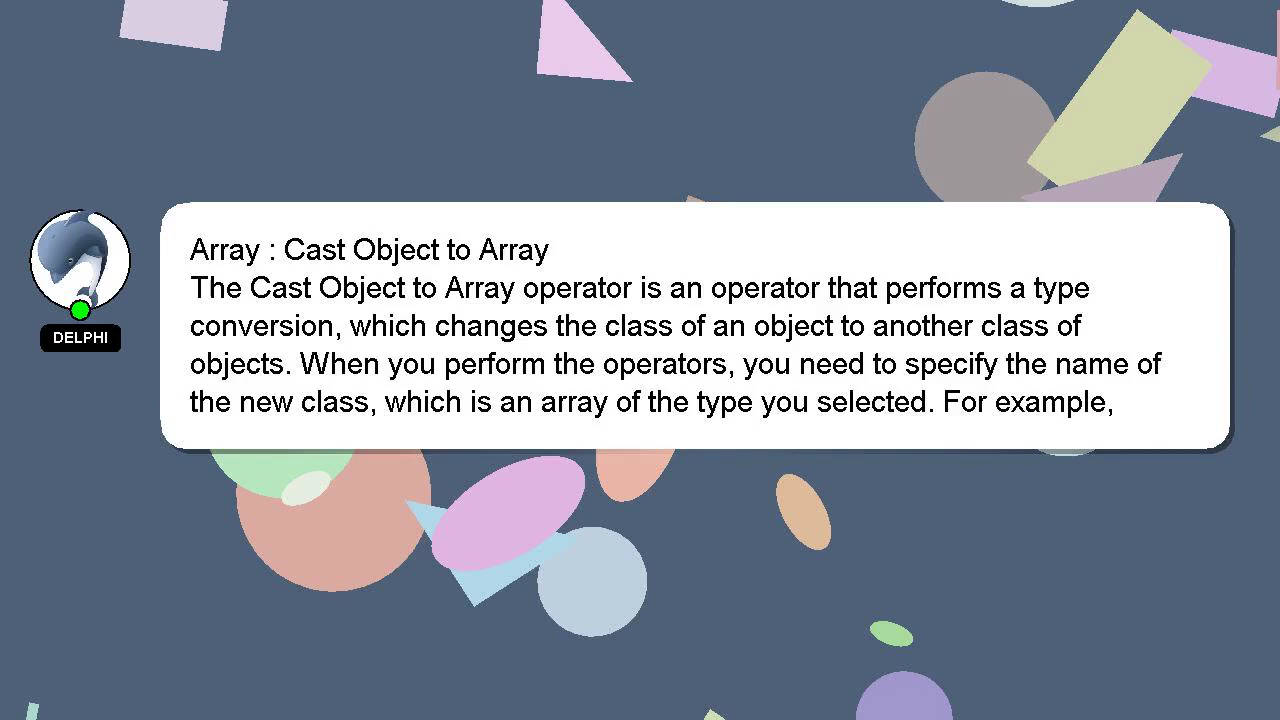 Array : Cast Object to Array
The Cast Object to Array operator is an operator that performs a type
conversion, which changes the class of an object to another class of
objects. When you perform the operators, you need to specify the name of
the new class, which is an array of the type you selected. For example,
DELPHI